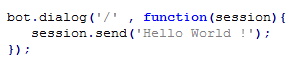 bot.dialog('/' , function(session){
   session.send('Hello World !');
});